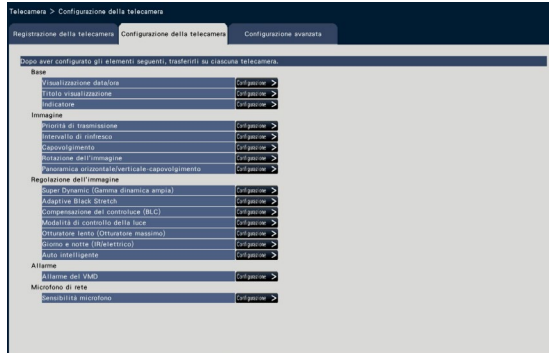 Telecamera > Configurazione della telecamera
Registrazione della telecamera Configurazione della telecamera Configurazione avanzata
Dopo aver configurato gli elementi seguenti, trasferirli su ciascuna telecamera.
Base
Visualizzazione data/ora Configurazione >
Titolo visualizzazione Configurazione >
Indicatore Configurazione >
Immagine
Priorità di trasmissione Configurazione >
Intervallo di rinfresco Configurazione >
Capovolgimento Configurazione >
Rotazione dell'immagine Configurazione >
Panoramica orizzontale/verticale-capovolgimento Configurazione >
Regolazione dell'immagine
Super Dynamic (Gamma dinamica ampia) Configurazione >
Adaptive Black Stretch Configurazione >
Compensazione del controluce (BLC) Configurazione >
Modalità di controllo della luce Configurazione >
Otturatore lento (Otturatore massimo) Configurazione >
Giorno e notte (IR/elettrico) Configurazione >
Auto intelligente Configurazione >
Allarme
Allarme del VMD Configurazione >
Microfono di rete
Sensibilità microfono Configurazione >